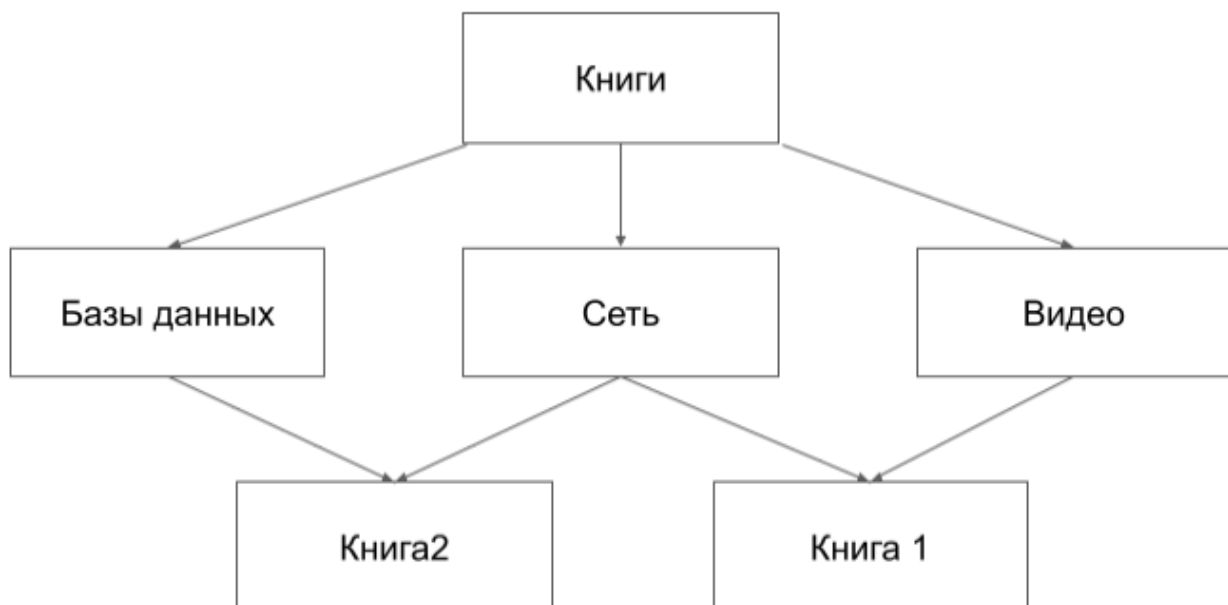 Книги
Базы данных
Сеть
Видео
Книга2
Книга 1